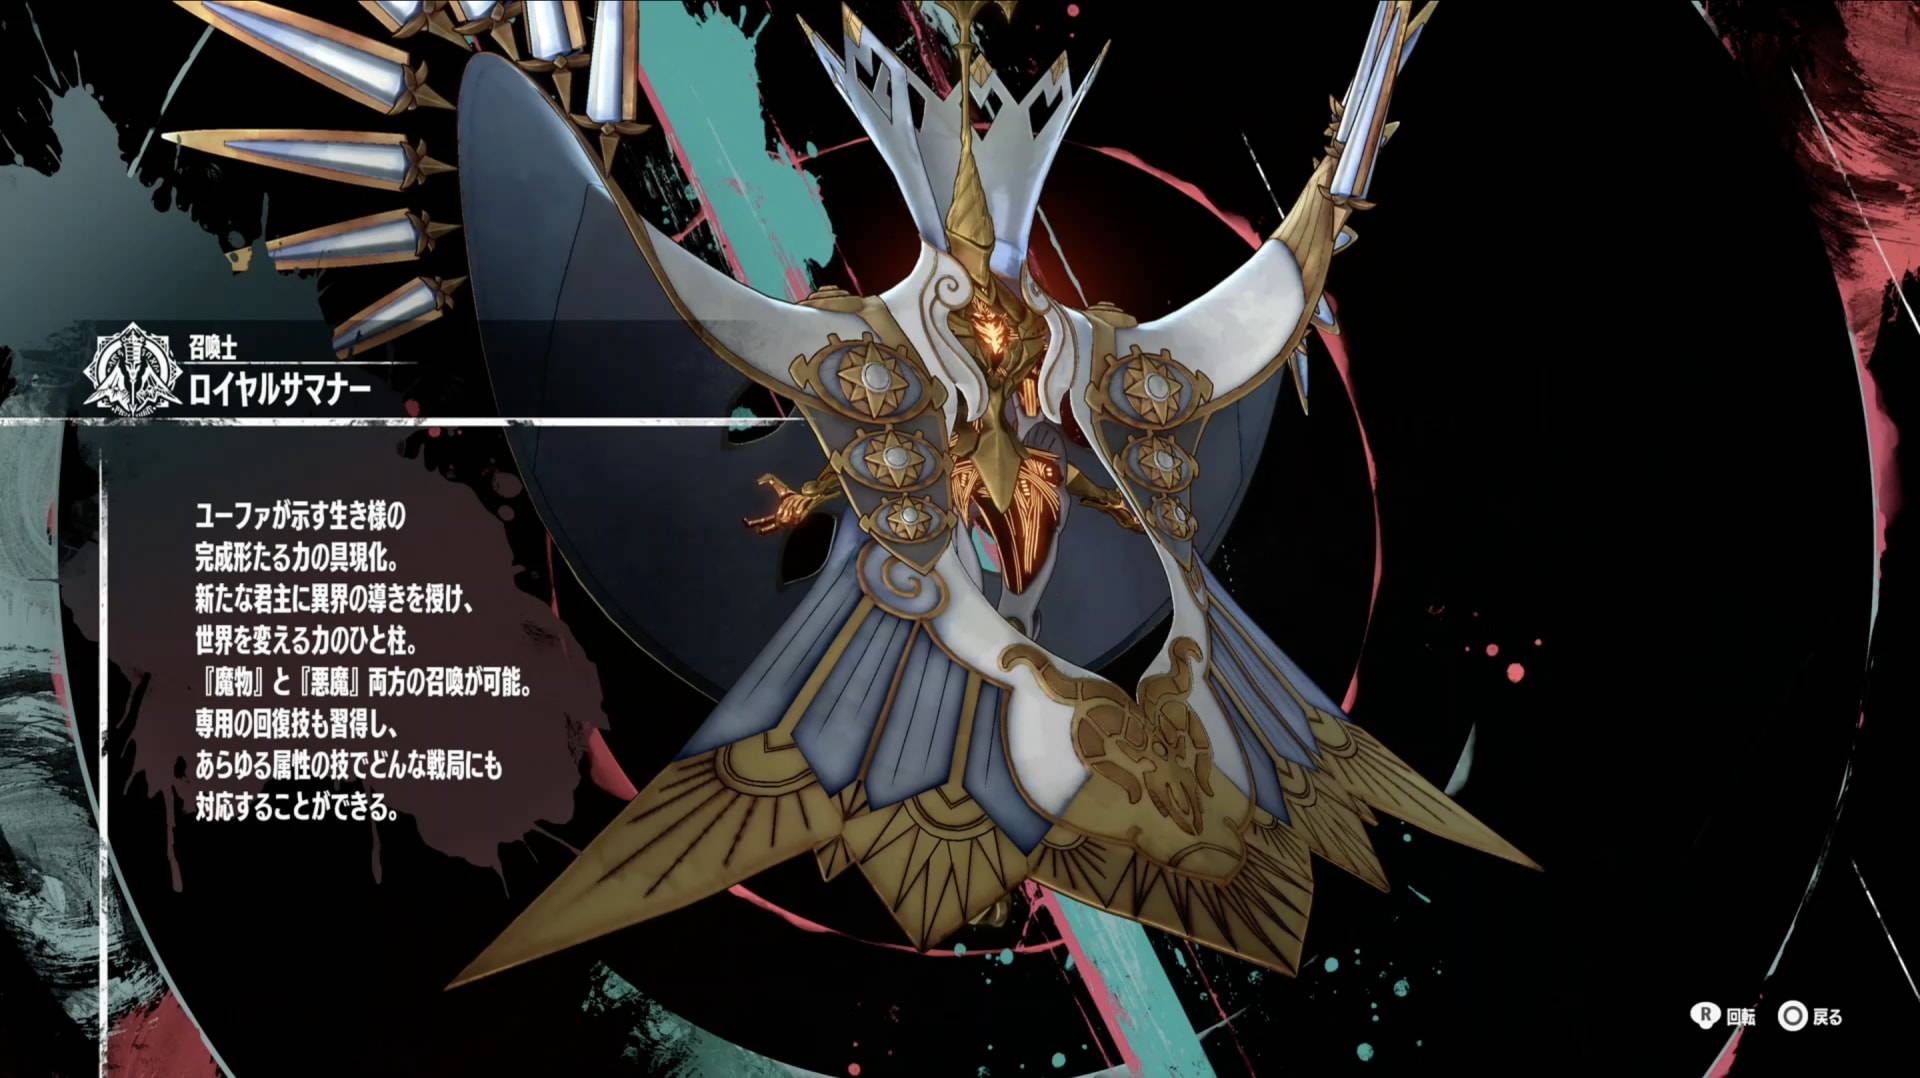 召喚士
ロイヤルサマナー
ユーファが示す生き様の
完成形たる力の具現化。
新たな君主に異界の導きを授け、
世界を変える力のひと柱。
『魔物』と『悪魔』両方の召喚が可能。
専用の回復技も習得し、
あらゆる属性の技でどんな戦局にも
対応することができる。
R 回転 戻る